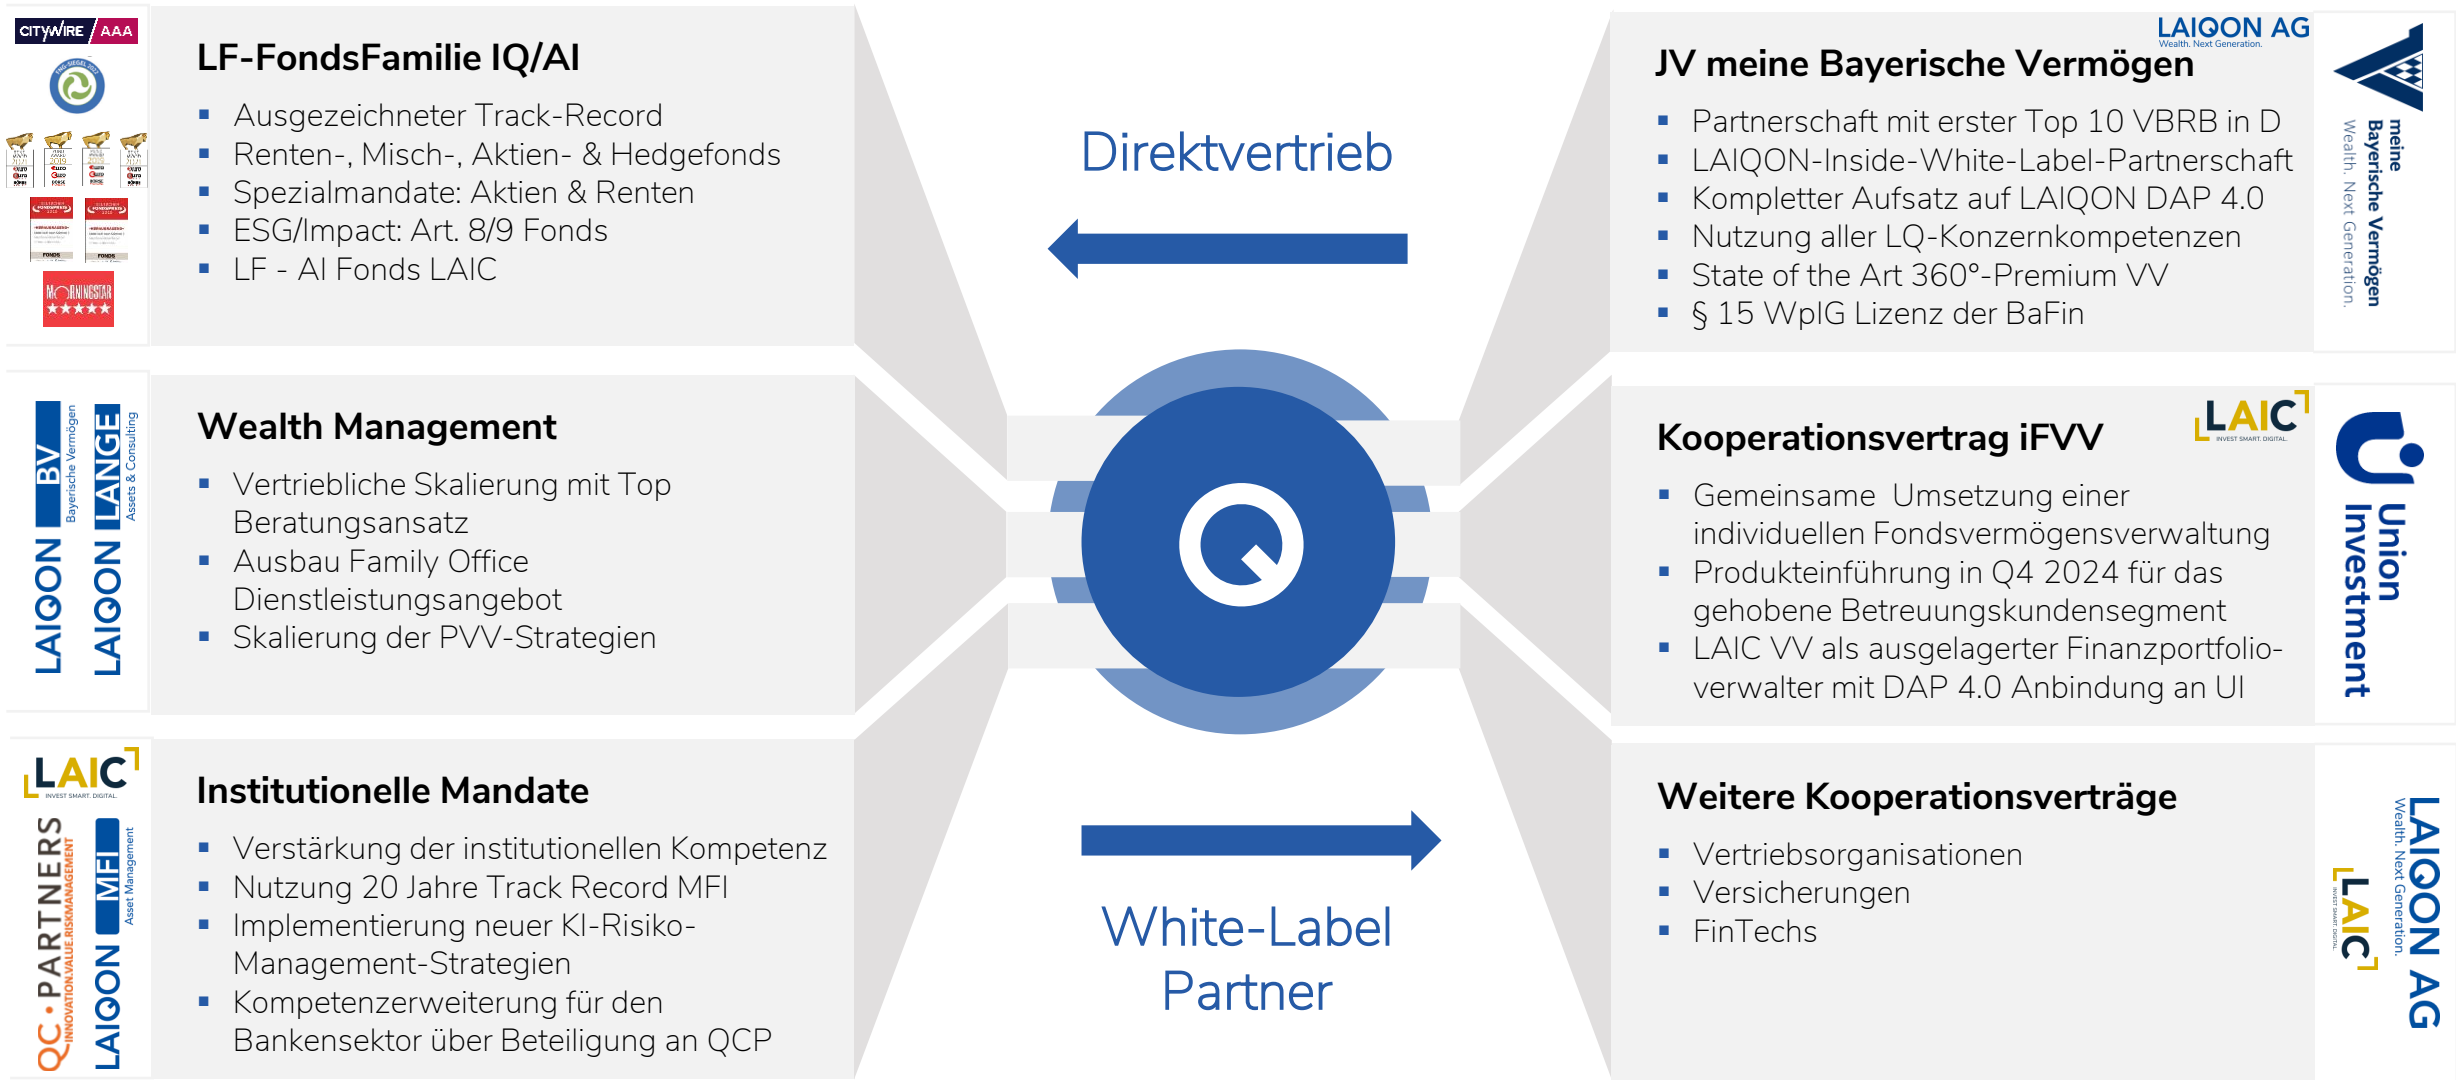 CITYWIRE / AAA
FNG-SIEGEL 2022
MORNINGSTAR
LF-FondsFamilie IQ/AI
Ausgezeichneter Track-Record
Renten-, Misch-, Aktien- & Hedgefonds
Spezialmandate: Aktien & Renten
ESG/Impact: Art. 8/9 Fonds
LF - AI Fonds LAIC
LAIQON BV
Bayerische Vermögen
LAIQON LANGE
Assets & Consulting
Wealth Management
Vertriebliche Skalierung mit Top
Beratungsansatz
Ausbau Family Office
Dienstleistungsangebot
Skalierung der PVV-Strategien
LAIC
INVEST SMART. DIGITAL.
QC • PARTNERS
INNOVATION.VALUE.RISKMANAGEMENT
LAIQON MFI
Asset Management
Institutionelle Mandate
Verstärkung der institutionellen Kompetenz
Nutzung 20 Jahre Track Record MFI
Implementierung neuer KI-Risiko-
Management-Strategien
Kompetenzerweiterung für den
Bankensektor über Beteiligung an QCP
Direktvertrieb
Q
White-Label
Partner
LAIQON AG
Wealth. Next Generation.
JV meine Bayerische Vermögen
Partnerschaft mit erster Top 10 VBRB in D
LAIQON-Inside-White-Label-Partnerschaft
Kompletter Aufsatz auf LAIQON DAP 4.0
Nutzung aller LQ-Konzernkompetenzen
State of the Art 360°-Premium VV
§ 15 WpIG Lizenz der BaFin
meine
Bayerische Vermögen
Wealth. Next Generation.
LAIC
INVEST SMART. DIGITAL.
Kooperationsvertrag iFVV
Gemeinsame  Umsetzung einer
individuellen Fondsvermögensverwaltung
Produkteinführung in Q4 2024 für das
gehobene Betreuungskundensegment
LAIC VV als ausgelagerter Finanzportfolio-
verwalter mit DAP 4.0 Anbindung an UI
Union
Investment
Weitere Kooperationsverträge
Vertriebsorganisationen
Versicherungen
FinTechs
LAIQON AG
Wealth. Next Generation.
LAIC
INVEST SMART. DIGITAL.